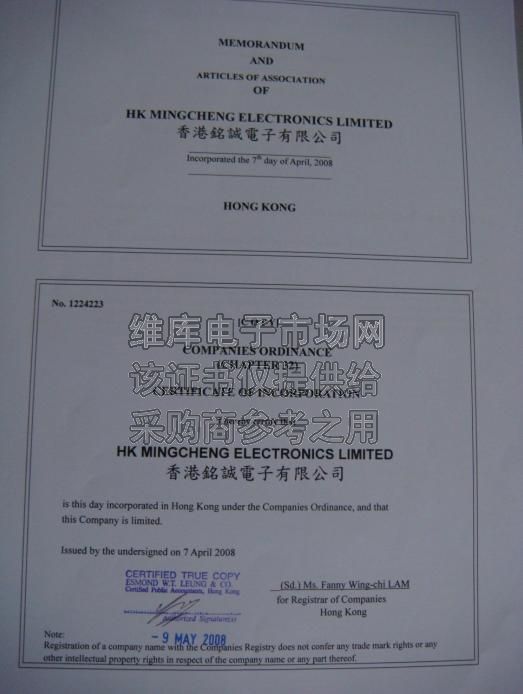 MEMORANDUM
AND
ARTICLES OF ASSOCIATION
OF
HK MINGCHENG ELECTRONICS LIMITED
香港銘誠電子有限公司
Incorporated the 7th day of April, 2008
HONG KONG
No. 1224223
维库电子市场网
COMPANIES ORDINANCE
(CHAPTER 32)
该证书仅提供给
CERTIFICATE OF INCORPORATION
采购商参考之用
HK MINGCHENG ELECTRONICS LIMITED
香港銘誠電子有限公司
is this day incorporated in Hong Kong under the Companies Ordinance, and that
this Company is limited.
Issued by the undersigned on 7 April 2008
CERTIFIED TRUE COPY
ESMOND W.T. LEUNG & CO.
Certified Public Accountants, Hong Kong
Authorized Signature(s)
- 9 MAY 2008
(Sd.) Ms. Fanny Wing-chi LAM
for Registrar of Companies
Hong Kong
Note:
Registration of a company name with the Companies Registry does not confer any trade mark rights or any
other intellectual property rights in respect of the company name or any part thereof.